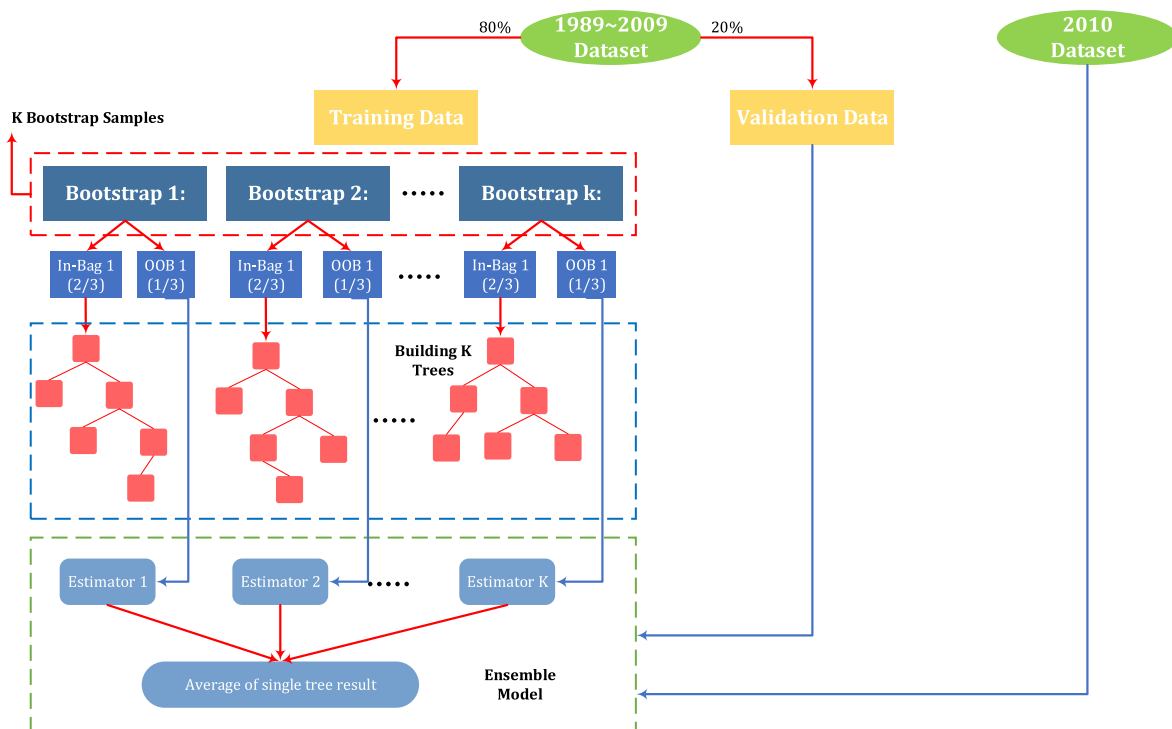 80%
1989~2009
Dataset
20%
2010
Dataset
Training Data
Validation Data
K Bootstrap Samples
Bootstrap 1:
Bootstrap 2:
.....
Bootstrap k:
In-Bag 1
(2/3)
OOB 1
(1/3)
In-Bag 1
(2/3)
OOB 1
(1/3)
.....
In-Bag 1
(2/3)
OOB 1
(1/3)
Building K
Trees
.....
Estimator 1
Estimator 2
.....
Estimator K
Average of single tree result
Ensemble
Model